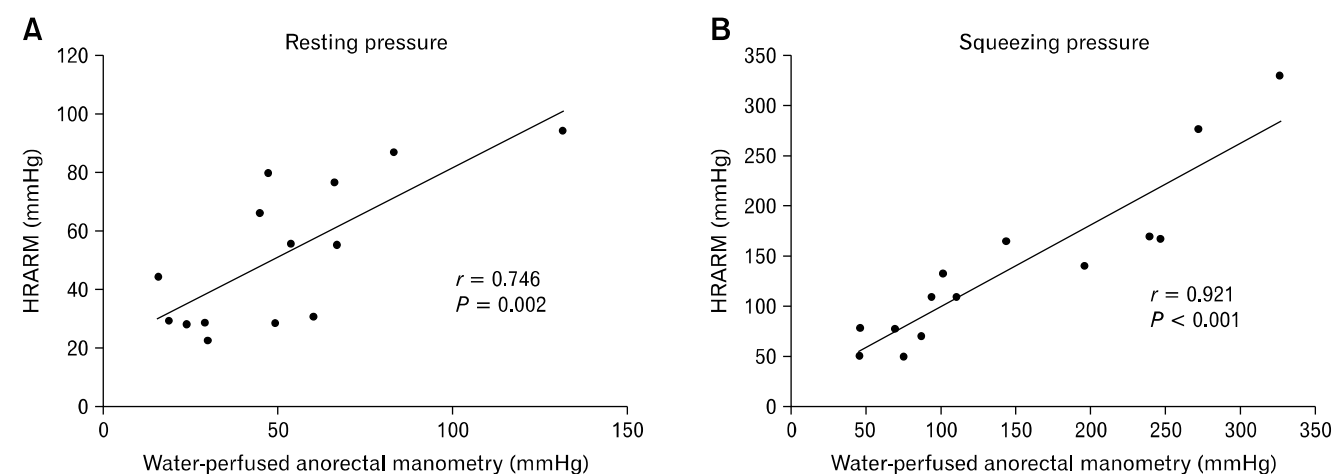 A
Resting pressure
120
100
80
60
40
20
0
HRARM (mmHg)
r = 0.746
P = 0.002
0 50 100 150
Water-perfused anorectal manometry (mmHg)
B
Squeezing pressure
350
300
250
200
150
100
50
0
HRARM (mmHg)
r = 0.921
P < 0.001
0 50 100 150 200 250 300 350
Water-perfused anorectal manometry (mmHg)